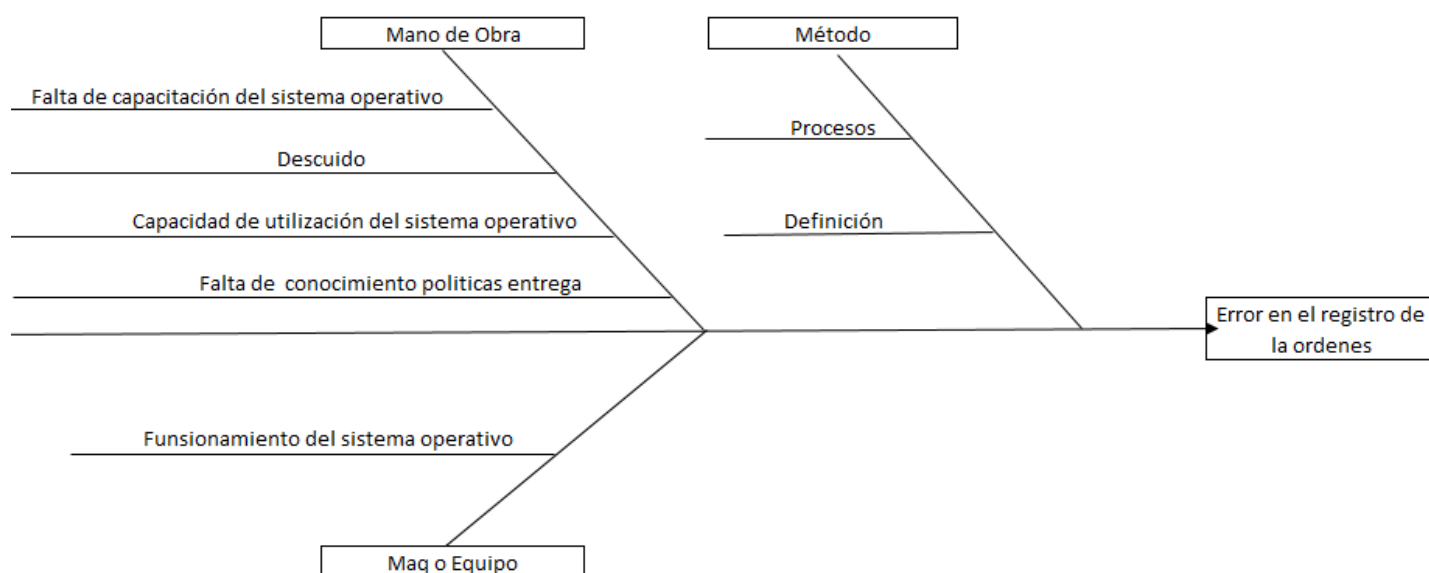 Mano de Obra
Método
Falta de capacitación del sistema operativo
Procesos
Descuido
Capacidad de utilización del sistema operativo
Definición
Falta de  conocimiento politicas entrega
Error en el registro de
la ordenes
Funsionamiento del sistema operativo
Maq o Equipo